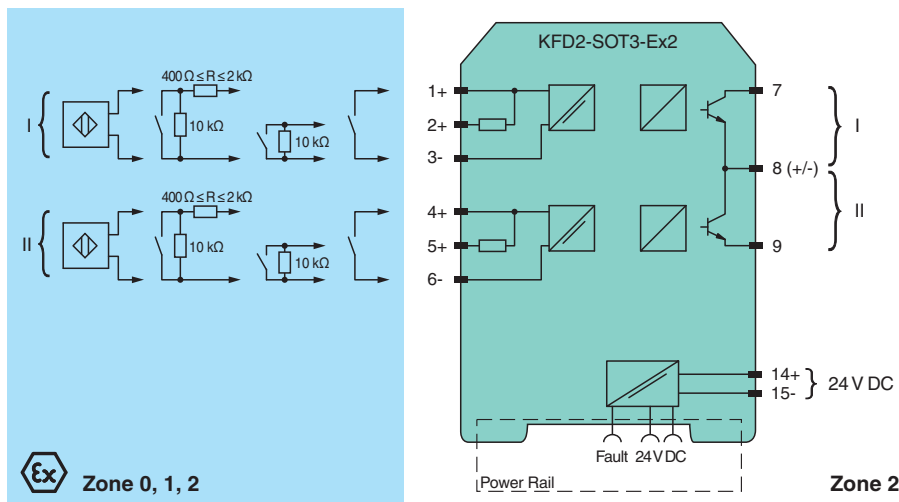 KFD2-SOT3-Ex2
400 Ω ≤ R ≤ 2 kΩ
I
10 kΩ
10 kΩ
1+
2+
3-
7
I
8 (+/-)
400 Ω ≤ R ≤ 2 kΩ
II
10 kΩ
10 kΩ
4+
5+
6-
II
9
14+
15-
24 V DC
Fault 24 V DC
Power Rail
Ex Zone 0, 1, 2
Zone 2